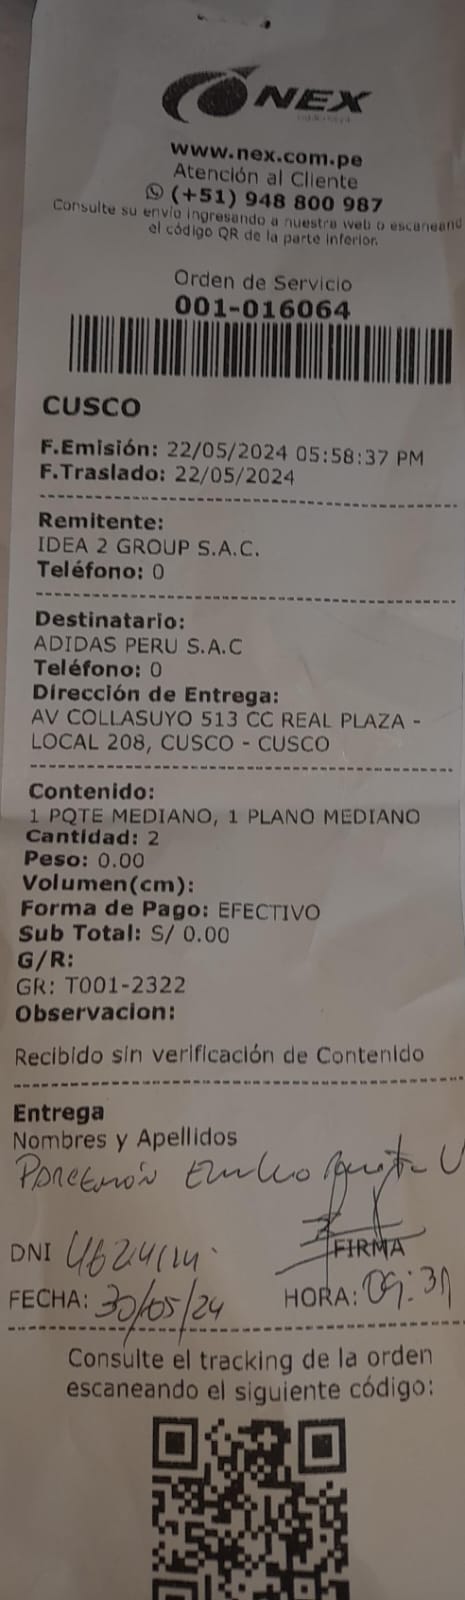 NEX
www.nex.com.pe
Atención al Cliente
(+51) 948 800 987
Consulte su envío ingresando a nuestra web o escaneand
el código QR de la parte inferior.
Orden de Servicio
001-016064
CUSCO
F.Emisión: 22/05/2024 05:58:37 PM
F.Traslado: 22/05/2024
Remitente:
IDEA 2 GROUP S.A.C.
Teléfono: 0
Destinatario:
ADIDAS PERU S.A.C
Teléfono: 0
Dirección de Entrega:
AV COLLASUYO 513 CC REAL PLAZA -
LOCAL 208, CUSCO - CUSCO
Contenido:
1 PQTE MEDIANO, 1 PLANO MEDIANO
Cantidad: 2
Peso: 0.00
Volumen(cm):
Forma de Pago: EFECTIVO
Sub Total: S/ 0.00
G/R:
GR: T001-2322
Observacion:
Recibido sin verificación de Contenido
Entrega
Nombres y Apellidos
DNI
FIRMA
FECHA: 30/05/24 HORA: 09:31
Consulte el tracking de la orden
escaneando el siguiente código: